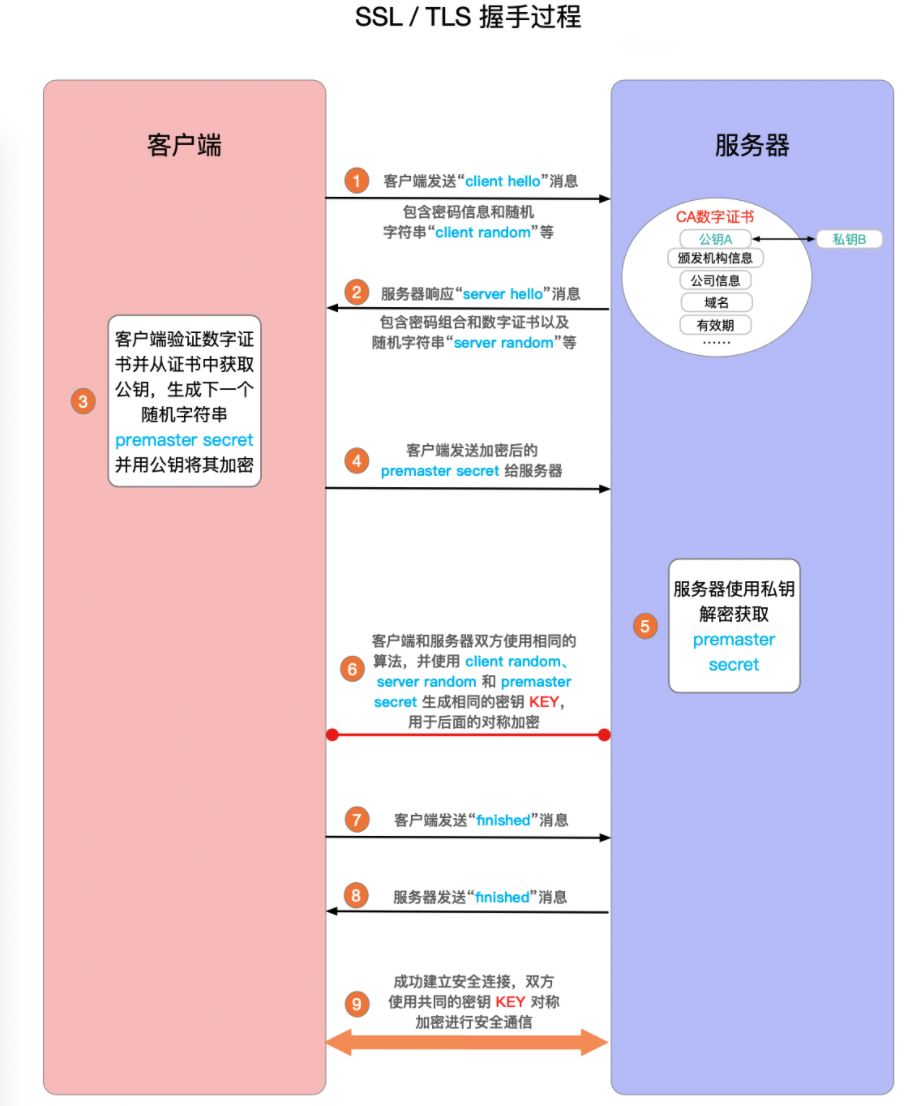 SSL / TLS 握手过程
客户端
服务器
1
客户端发送“client hello”消息
包含密码信息和随机
字符串“client random”等
CA数字证书
公钥A
私钥B
颁发机构信息
公司信息
域名
有效期
······
2
服务器响应“server hello”消息
包含密码组合和数字证书以及
随机字符串“server random”等
3
客户端验证数字证
书并从证书中获取
公钥，生成下一个
随机字符串
premaster secret
并用公钥将其加密
4
客户端发送加密后的
premaster secret 给服务器
5
服务器使用私钥
解密获取
premaster
secret
6
客户端和服务器双方使用相同的
算法，并使用 client random、
server random 和 premaster
secret 生成相同的密钥 KEY，
用于后面的对称加密
7
客户端发送“finished”消息
8
服务器发送“finished”消息
9
成功建立安全连接，双方
使用共同的密钥 KEY 对称
加密进行安全通信